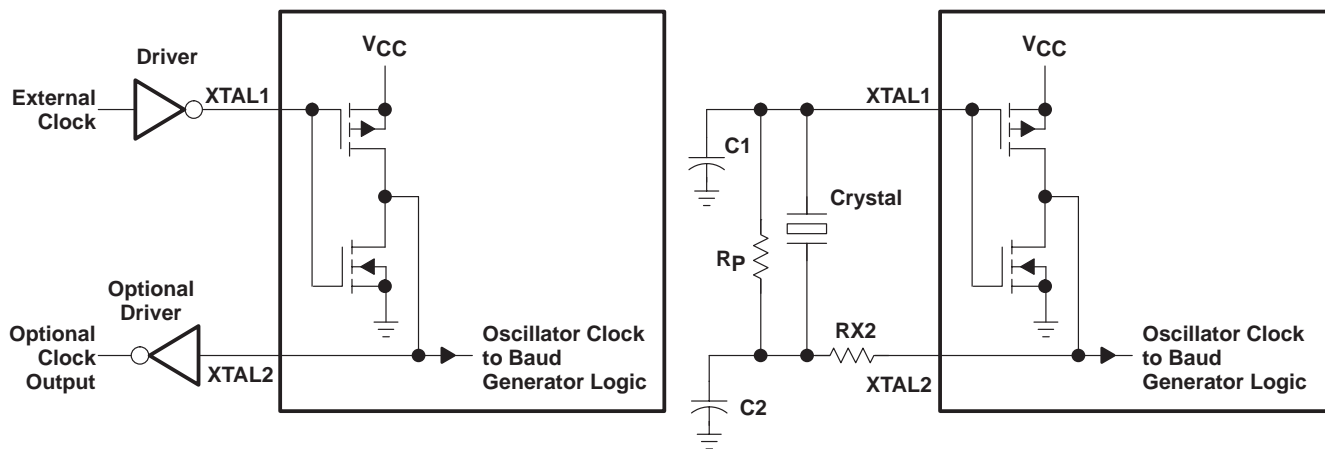 Driver
VCC
External
Clock
XTAL1
Optional
Driver
Optional
Clock
Output
XTAL2
Oscillator Clock
to Baud
Generator Logic
VCC
XTAL1
C1
Crystal
RP
RX2
XTAL2
C2
Oscillator Clock
to Baud
Generator Logic